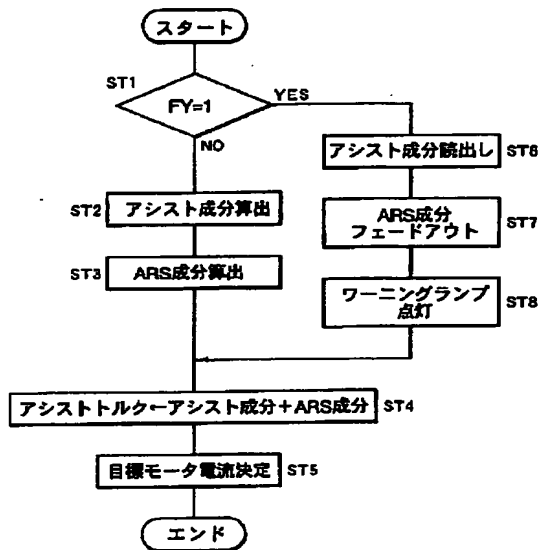 スタート
ST1
FY=1
YES
NO
アシスト成分読出し
ST6
ST2
アシスト成分算出
ARS成分
フェードアウト
ST7
ST3
ARS成分算出
ワーニングランプ
点灯
ST8
アシストトルク←アシスト成分+ARS成分
ST4
目標モータ電流決定
ST5
エンド